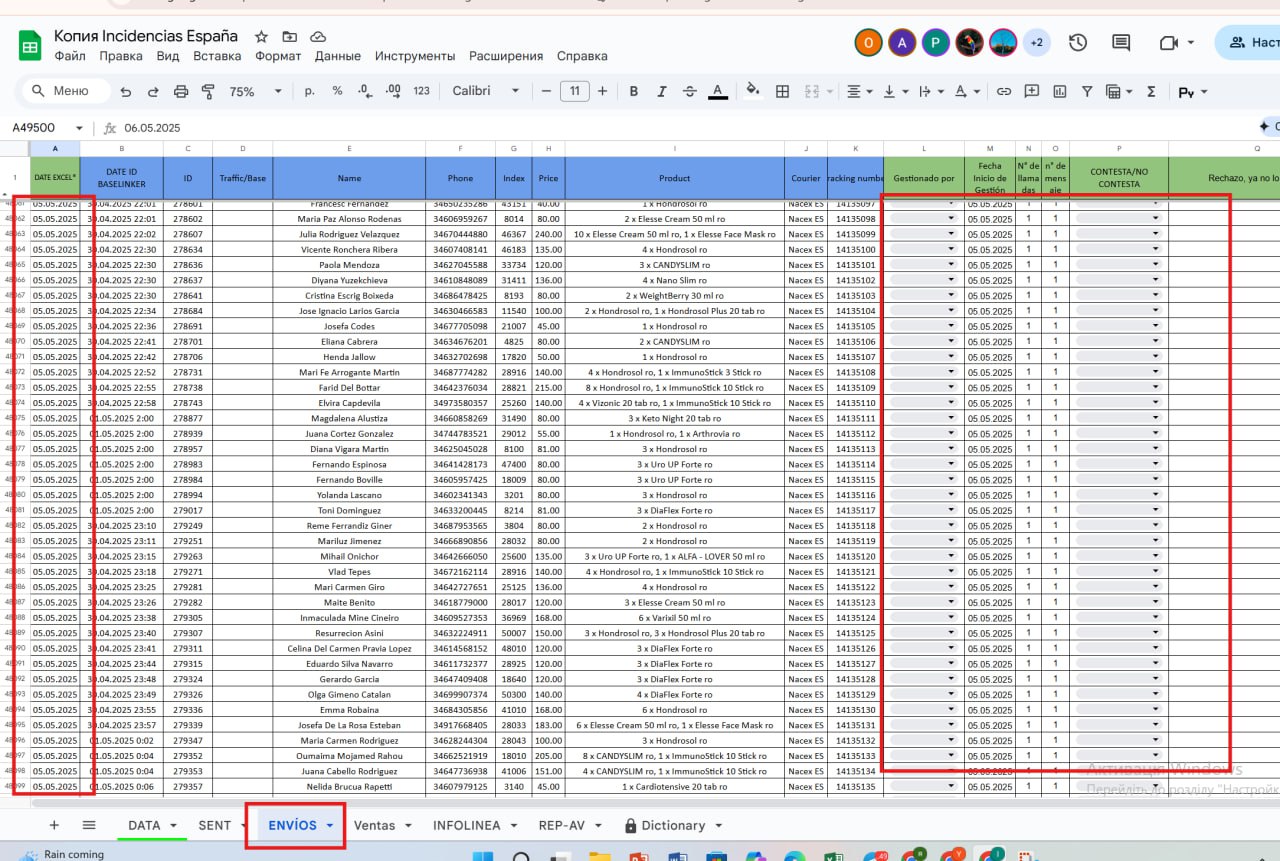 Копия Incidencias España
+2
Наст
Файл Правка Вид Вставка Формат Данные Инструменты Расширения Справка
Меню 75% р. % .0 .00 123 Calibri 11
A49500 06.05.2025
A B C D E F G H I J K L M N O P Q
1 DATE EXCEL* DATE ID BASELINKER ID Traffic/Base Name Phone Index Price Product Courier racking number Gestionado por Fecha Inicio de Gestión N° de llamadas n° de mensaje CONTESTA/NO CONTESTA Rechazo, ya no lo
05.05.2025 30.04.2025 22:01 278601 Francesc Fernandez 34650235286 43151 40.00 1 x Hondrosol ro Nacex ES 14135097 05.05.2025 1 1
05.05.2025 30.04.2025 22:01 278602 Maria Paz Alonso Rodenas 34606959267 8014 80.00 2 x Elesse Cream 50 ml ro Nacex ES 14135098 05.05.2025 1 1
05.05.2025 30.04.2025 22:02 278607 Julia Rodriguez Velazquez 34670444880 46367 240.00 10 x Elesse Cream 50 ml ro, 1 x Elesse Face Mask ro Nacex ES 14135099 05.05.2025 1 1
05.05.2025 30.04.2025 22:30 278634 Vicente Ronchera Ribera 34607408141 46183 135.00 4 x Hondrosol ro Nacex ES 14135100 05.05.2025 1 1
05.05.2025 30.04.2025 22:30 278636 Paola Mendoza 34627045588 33734 120.00 3 x CANDYSLIM ro Nacex ES 14135101 05.05.2025 1 1
05.05.2025 30.04.2025 22:30 278637 Diyana Yuzekchieva 34610848089 31411 136.00 4 x Nano Slim ro Nacex ES 14135102 05.05.2025 1 1
05.05.2025 30.04.2025 22:30 278641 Cristina Escrig Boixeda 34686478425 8193 80.00 2 x WeightBerry 30 ml ro Nacex ES 14135103 05.05.2025 1 1
05.05.2025 30.04.2025 22:34 278684 Jose Ignacio Larios Garcia 34630466583 11540 100.00 2 x Hondrosol ro, 1 x Hondrosol Plus 20 tab ro Nacex ES 14135104 05.05.2025 1 1
05.05.2025 30.04.2025 22:36 278691 Josefa Codes 34677705098 21007 45.00 1 x Hondrosol ro Nacex ES 14135105 05.05.2025 1 1
05.05.2025 30.04.2025 22:41 278701 Eliana Cabrera 34634676201 4825 80.00 2 x CANDYSLIM ro Nacex ES 14135106 05.05.2025 1 1
05.05.2025 30.04.2025 22:42 278706 Henda Jallow 34632702698 17820 50.00 1 x Hondrosol ro Nacex ES 14135107 05.05.2025 1 1
05.05.2025 30.04.2025 22:52 278731 Mari Fe Arrogante Martin 34687774282 28916 140.00 4 x Hondrosol ro, 1 x ImmunoStick 3 Stick ro Nacex ES 14135108 05.05.2025 1 1
05.05.2025 30.04.2025 22:55 278738 Farid Del Bottar 34642376034 28821 215.00 8 x Hondrosol ro, 1 x ImmunoStick 10 Stick ro Nacex ES 14135109 05.05.2025 1 1
05.05.2025 30.04.2025 22:58 278743 Elvira Capdevila 34973580357 25260 140.00 4 x Vizonic 20 tab ro, 1 x ImmunoStick 10 Stick ro Nacex ES 14135110 05.05.2025 1 1
05.05.2025 01.05.2025 2:00 278877 Magdalena Alustiza 34660858269 31490 80.00 3 x Keto Night 20 tab ro Nacex ES 14135111 05.05.2025 1 1
05.05.2025 01.05.2025 2:00 278939 Juana Cortez Gonzalez 34744783521 29012 55.00 1 x Hondrosol ro, 1 x Arthrovia ro Nacex ES 14135112 05.05.2025 1 1
05.05.2025 01.05.2025 2:00 278957 Diana Vigara Martin 34625045028 8100 81.00 3 x Hondrosol ro Nacex ES 14135113 05.05.2025 1 1
05.05.2025 01.05.2025 2:00 278983 Fernando Espinosa 34641428173 47400 80.00 3 x Uro UP Forte ro Nacex ES 14135114 05.05.2025 1 1
05.05.2025 01.05.2025 2:00 278984 Fernando Boville 34605957425 18009 80.00 3 x Uro UP Forte ro Nacex ES 14135115 05.05.2025 1 1
05.05.2025 01.05.2025 2:00 278994 Yolanda Lascano 34602341343 3201 80.00 3 x Hondrosol ro Nacex ES 14135116 05.05.2025 1 1
05.05.2025 01.05.2025 2:00 279017 Toni Dominguez 34633200445 8214 81.00 3 x DiaFlex Forte ro Nacex ES 14135117 05.05.2025 1 1
05.05.2025 30.04.2025 23:10 279249 Reme Ferrandiz Giner 34687953565 3804 80.00 2 x Hondrosol ro Nacex ES 14135118 05.05.2025 1 1
05.05.2025 30.04.2025 23:11 279251 Mariluz Jimenez 34666890856 28032 80.00 2 x Hondrosol ro Nacex ES 14135119 05.05.2025 1 1
05.05.2025 30.04.2025 23:15 279263 Mihail Onichor 34642666050 25600 135.00 3 x Uro UP Forte ro, 1 x ALFA - LOVER 50 ml ro Nacex ES 14135120 05.05.2025 1 1
05.05.2025 30.04.2025 23:18 279271 Vlad Tepes 34672162114 28916 140.00 4 x Hondrosol ro, 1 x ImmunoStick 10 Stick ro Nacex ES 14135121 05.05.2025 1 1
05.05.2025 30.04.2025 23:25 279281 Mari Carmen Giro 34642727651 25125 136.00 4 x Hondrosol ro Nacex ES 14135122 05.05.2025 1 1
05.05.2025 30.04.2025 23:26 279282 Maite Benito 34618779000 28017 120.00 3 x Elesse Cream 50 ml ro Nacex ES 14135123 05.05.2025 1 1
05.05.2025 30.04.2025 23:38 279305 Inmaculada Mine Cineiro 34609527353 36969 168.00 6 x Varixil 50 ml ro Nacex ES 14135124 05.05.2025 1 1
05.05.2025 30.04.2025 23:40 279307 Resurrecion Asini 34632224911 50007 150.00 3 x Hondrosol ro, 3 x Hondrosol Plus 20 tab ro Nacex ES 14135125 05.05.2025 1 1
05.05.2025 30.04.2025 23:41 279311 Celina Del Carmen Pravia Lopez 34614568152 48010 120.00 3 x DiaFlex Forte ro Nacex ES 14135126 05.05.2025 1 1
05.05.2025 30.04.2025 23:44 279315 Eduardo Silva Navarro 34611732377 28925 120.00 3 x DiaFlex Forte ro Nacex ES 14135127 05.05.2025 1 1
05.05.2025 30.04.2025 23:48 279324 Gerardo Garcia 34647409408 18640 120.00 3 x DiaFlex Forte ro Nacex ES 14135128 05.05.2025 1 1
05.05.2025 30.04.2025 23:49 279326 Olga Gimeno Catalan 34699907374 50300 140.00 4 x DiaFlex Forte ro Nacex ES 14135129 05.05.2025 1 1
05.05.2025 30.04.2025 23:55 279336 Emma Robaina 34684305856 41010 168.00 6 x Hondrosol ro Nacex ES 14135130 05.05.2025 1 1
05.05.2025 30.04.2025 23:57 279339 Josefa De La Rosa Esteban 34917668405 28033 183.00 6 x Elesse Cream 50 ml ro, 1 x Elesse Face Mask ro Nacex ES 14135131 05.05.2025 1 1
05.05.2025 01.05.2025 0:02 279347 Maria Carmen Rodriguez 34628244304 28043 100.00 3 x Hondrosol ro Nacex ES 14135132 05.05.2025 1 1
05.05.2025 01.05.2025 0:04 279352 Oumaima Mojamed Rahou 34662521919 18010 205.00 8 x CANDYSLIM ro, 1 x ImmunoStick 10 Stick ro Nacex ES 14135133 05.05.2025 1 1
05.05.2025 01.05.2025 0:04 279353 Juana Cabello Rodriguez 34647736938 41006 151.00 4 x CANDYSLIM ro, 1 x ImmunoStick 10 Stick ro Nacex ES 14135134 05.05.2025 1 1
05.05.2025 01.05.2025 0:06 279357 Nelida Brucua Rapetti 34607979125 3140 45.00 1 x Cardiotensive 20 tab ro Nacex ES 14135135 05.05.2025 1 1
Активація Windows
Перейдіть до розділу "Настройк
DATA SENT ENVÍOS Ventas INFOLINEA REP-AV Dictionary
Rain coming